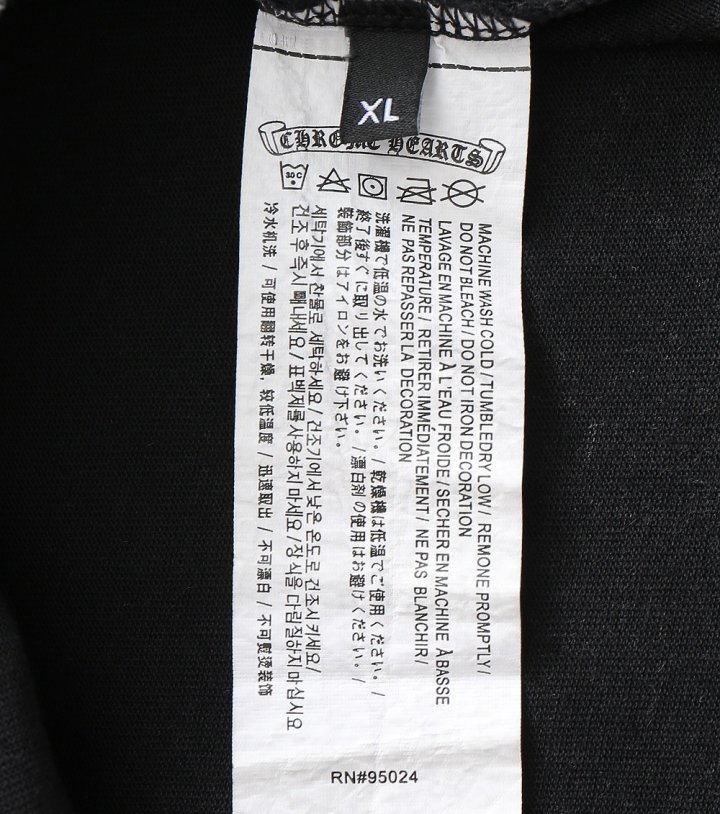 XL
CHROME HEARTS
30C
MACHINE WASH COLD / TUMBLEDRY LOW / REMONE PROMPTLY /
DO NOT BLEACH / DO NOT IRON DECORATION
LAVAGE EN MACHINE À L'EAU FROIDE / SECHER EN MACHINE À BASSE
TEMPERATURE / RETIRER IMMÉDIATEMENT / NE PAS BLANCHIR /
NE PAS REPASSER LA DECORATION
洗濯機で低温の水でお洗いください。/ 乾燥機は低温でご使用ください。/
終了後すぐに取り出してください。/ 漂白剤の使用はお避けください。/
装飾部分はアイロンをお避け下さい。
세탁기에서 찬물로 세탁하세요 / 건조기에서 낮은 온도로 건조시키세요 /
건조 후 즉시 빼내세요 / 표백제를 사용하지 마세요 / 장식을 다림질하지 마십시요
冷水机洗 / 可使用翻转干燥，较低温度 / 迅速取出 / 不可漂白 / 不可熨烫装饰
RN#95024